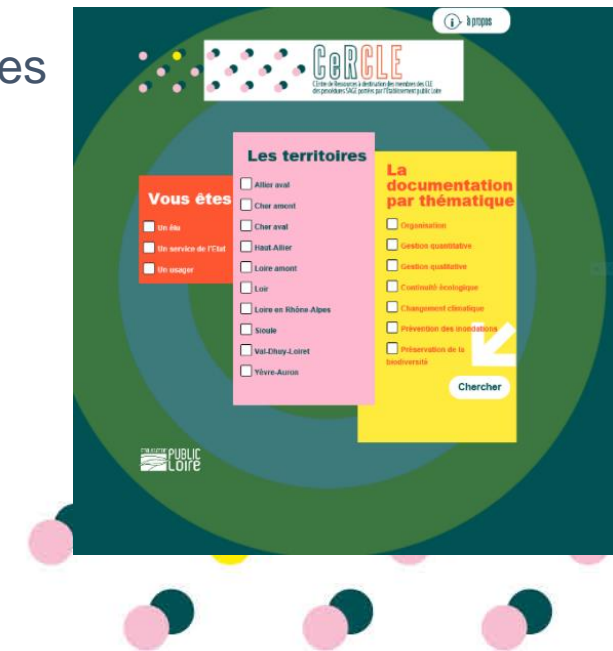 es
à propos
CeRCLE
CEntre de Ressources à destination des membres des CLE
des procédures SAGE portées par l'Etablissement public Loire
Vous êtes
Un élu
Un service de l'Etat
Un usager
Les territoires
Allier aval
Cher amont
Cher aval
Haut-Allier
Loire amont
Loir
Loire en Rhône-Alpes
Sioule
Val-Dhuy-Loiret
Yèvre-Auron
La
documentation
par thématique
Organisation
Gestion quantitative
Gestion qualitative
Continuité écologique
Changement climatique
Prévention des inondations
Préservation de la
biodiversité
Chercher
PUBLIC
LOIRE